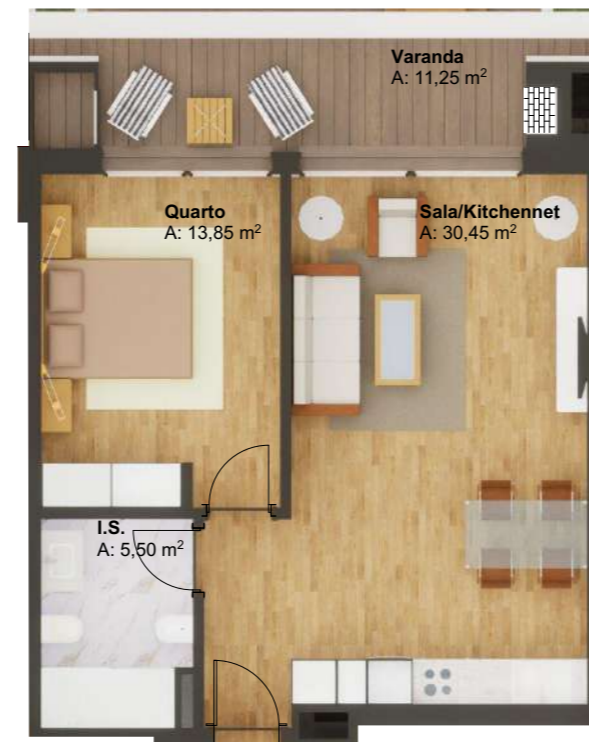 Varanda
A: 11,25 m²
Quarto
A: 13,85 m²
Sala/Kitchennet
A: 30,45 m²
I.S.
A: 5,50 m²